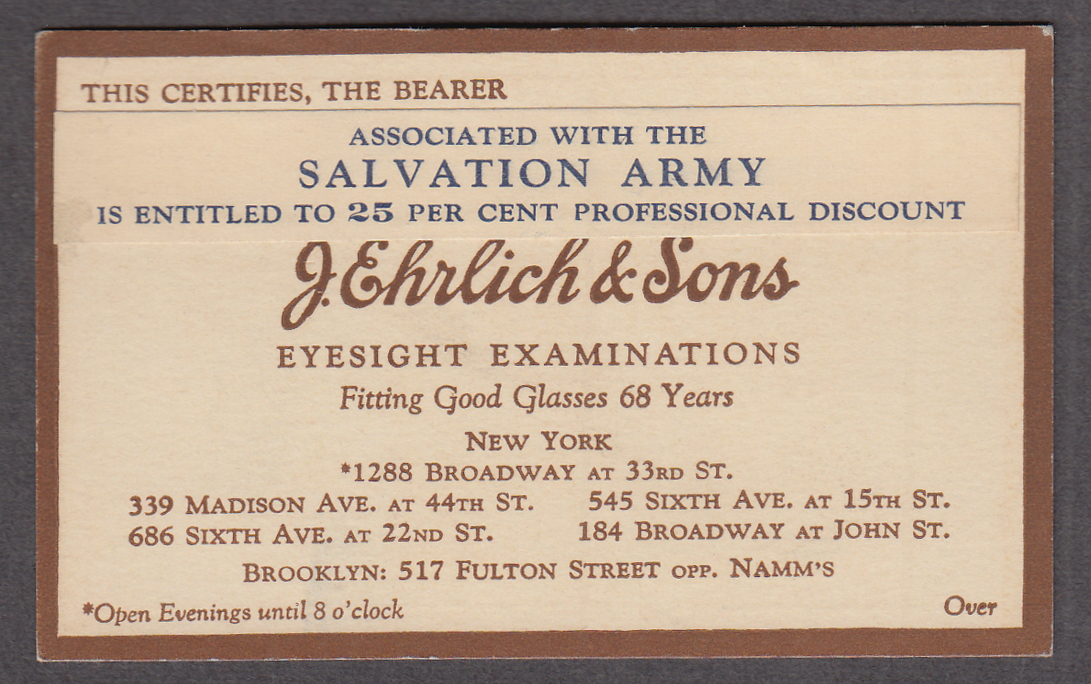 THIS CERTIFIES, THE BEARER
ASSOCIATED WITH THE
SALVATION ARMY
IS ENTITLED TO 25 PER CENT PROFESSIONAL DISCOUNT
J. Ehrlich & Sons
EYESIGHT EXAMINATIONS
Fitting Good Glasses 68 Years
NEW YORK
*1288 BROADWAY AT 33RD ST.
339 MADISON AVE. AT 44TH ST. 545 SIXTH AVE. AT 15TH ST.
686 SIXTH AVE. AT 22ND ST. 184 BROADWAY AT JOHN ST.
BROOKLYN: 517 FULTON STREET OPP. NAMM'S
*Open Evenings until 8 o'clock Over